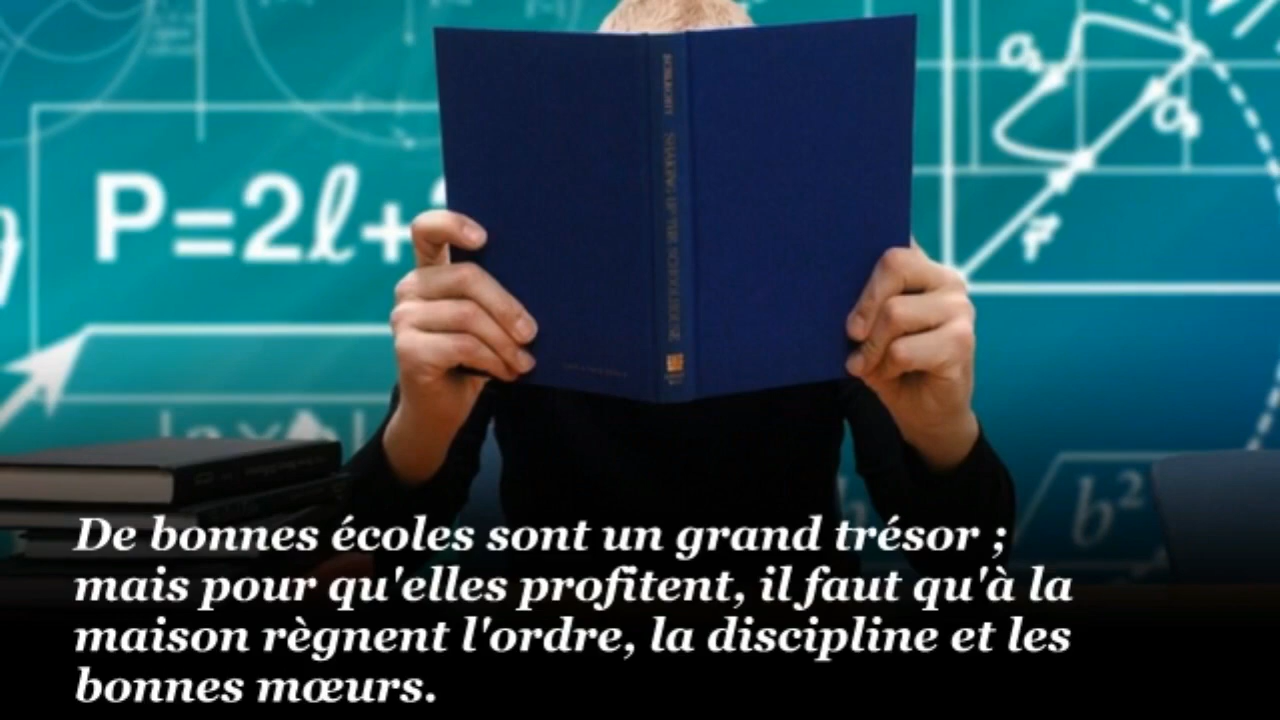 P=2ℓ+
b²
De bonnes écoles sont un grand trésor ;
mais pour qu'elles profitent, il faut qu'à la
maison règnent l'ordre, la discipline et les
bonnes mœurs.